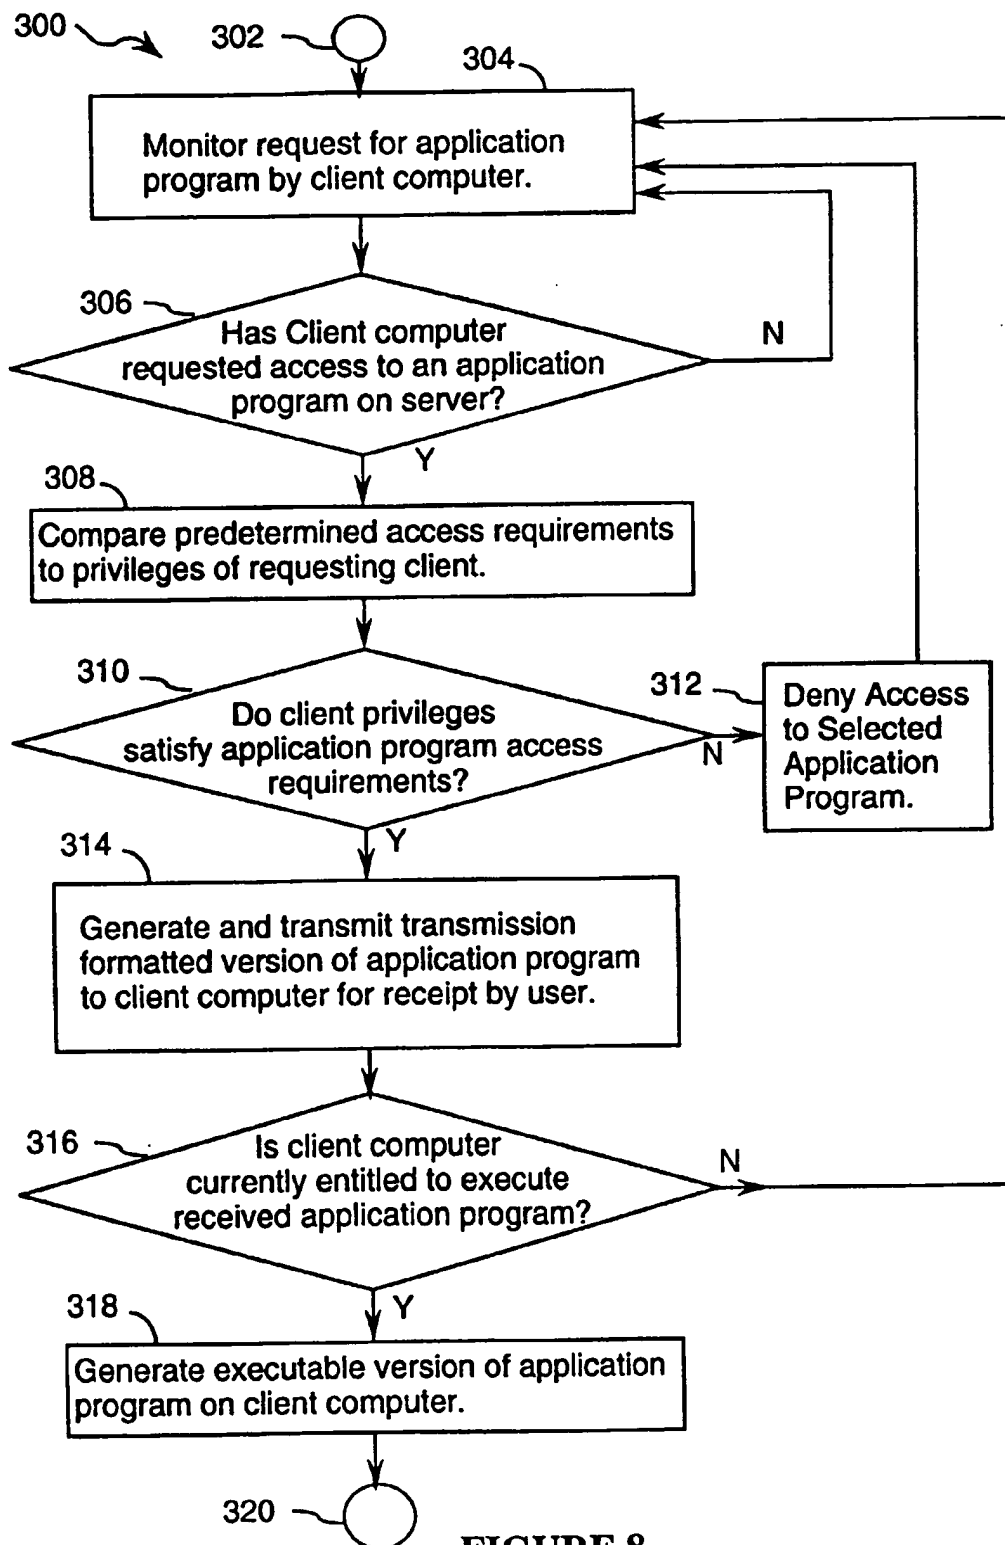 300
302
304
Monitor request for application
program by client computer.
306
Has Client computer
requested access to an application
program on server?
N
Y
308
Compare predetermined access requirements
to privileges of requesting client.
310
Do client privileges
satisfy application program access
requirements?
N
312
Deny Access
to Selected
Application
Program.
Y
314
Generate and transmit transmission
formatted version of application program
to client computer for receipt by user.
316
Is client computer
currently entitled to execute
received application program?
N
Y
318
Generate executable version of application
program on client computer.
320
FIGURE 8